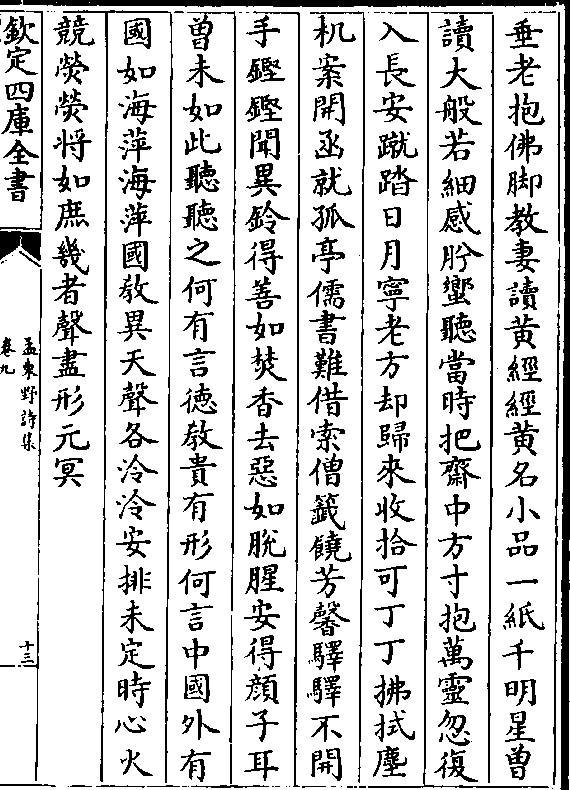 垂老抱佛脚教妻讀黄經經黄名小品一紙千明星曽
讀大般若細感肸蠁聽當時把齋中方寸抱萬靈忽復
入長安蹴踏日月寧老方却歸來收拾可丁丁拂拭塵
机案開函就孤亭儒書難借索僧籖饒芳馨驛驛不開
手鏗鏗聞異鈴得善如焚香去惡如脱腥安得顔子耳
曽未如此聽聽之何有言徳敎貴有形何言中國外有
國如海萍海萍國敎異天聲各泠泠安排未定時心火
競熒熒將如庶幾者聲盡形元冥
欽定四庫全書
孟東野詩集
卷九
十三